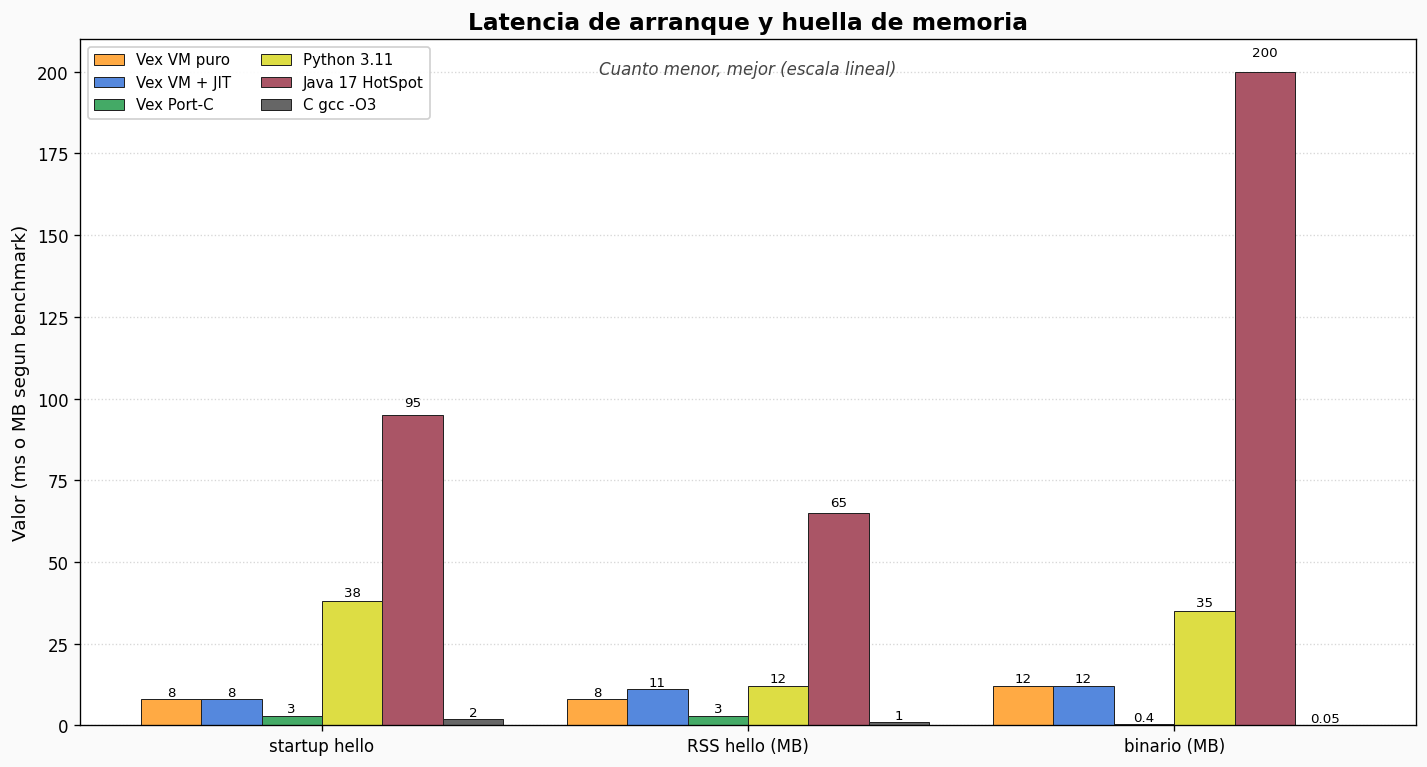 Latencia de arranque y huella de memoria
Cuanto menor, mejor (escala lineal)
Vex VM puro
Vex VM + JIT
Vex Port-C
Python 3.11
Java 17 HotSpot
C gcc -O3
Valor (ms o MB segun benchmark)
200
175
150
125
100
75
50
25
0
8
8
3
38
95
2
8
11
3
12
65
1
12
12
0.4
35
200
0.05
startup hello
RSS hello (MB)
binario (MB)